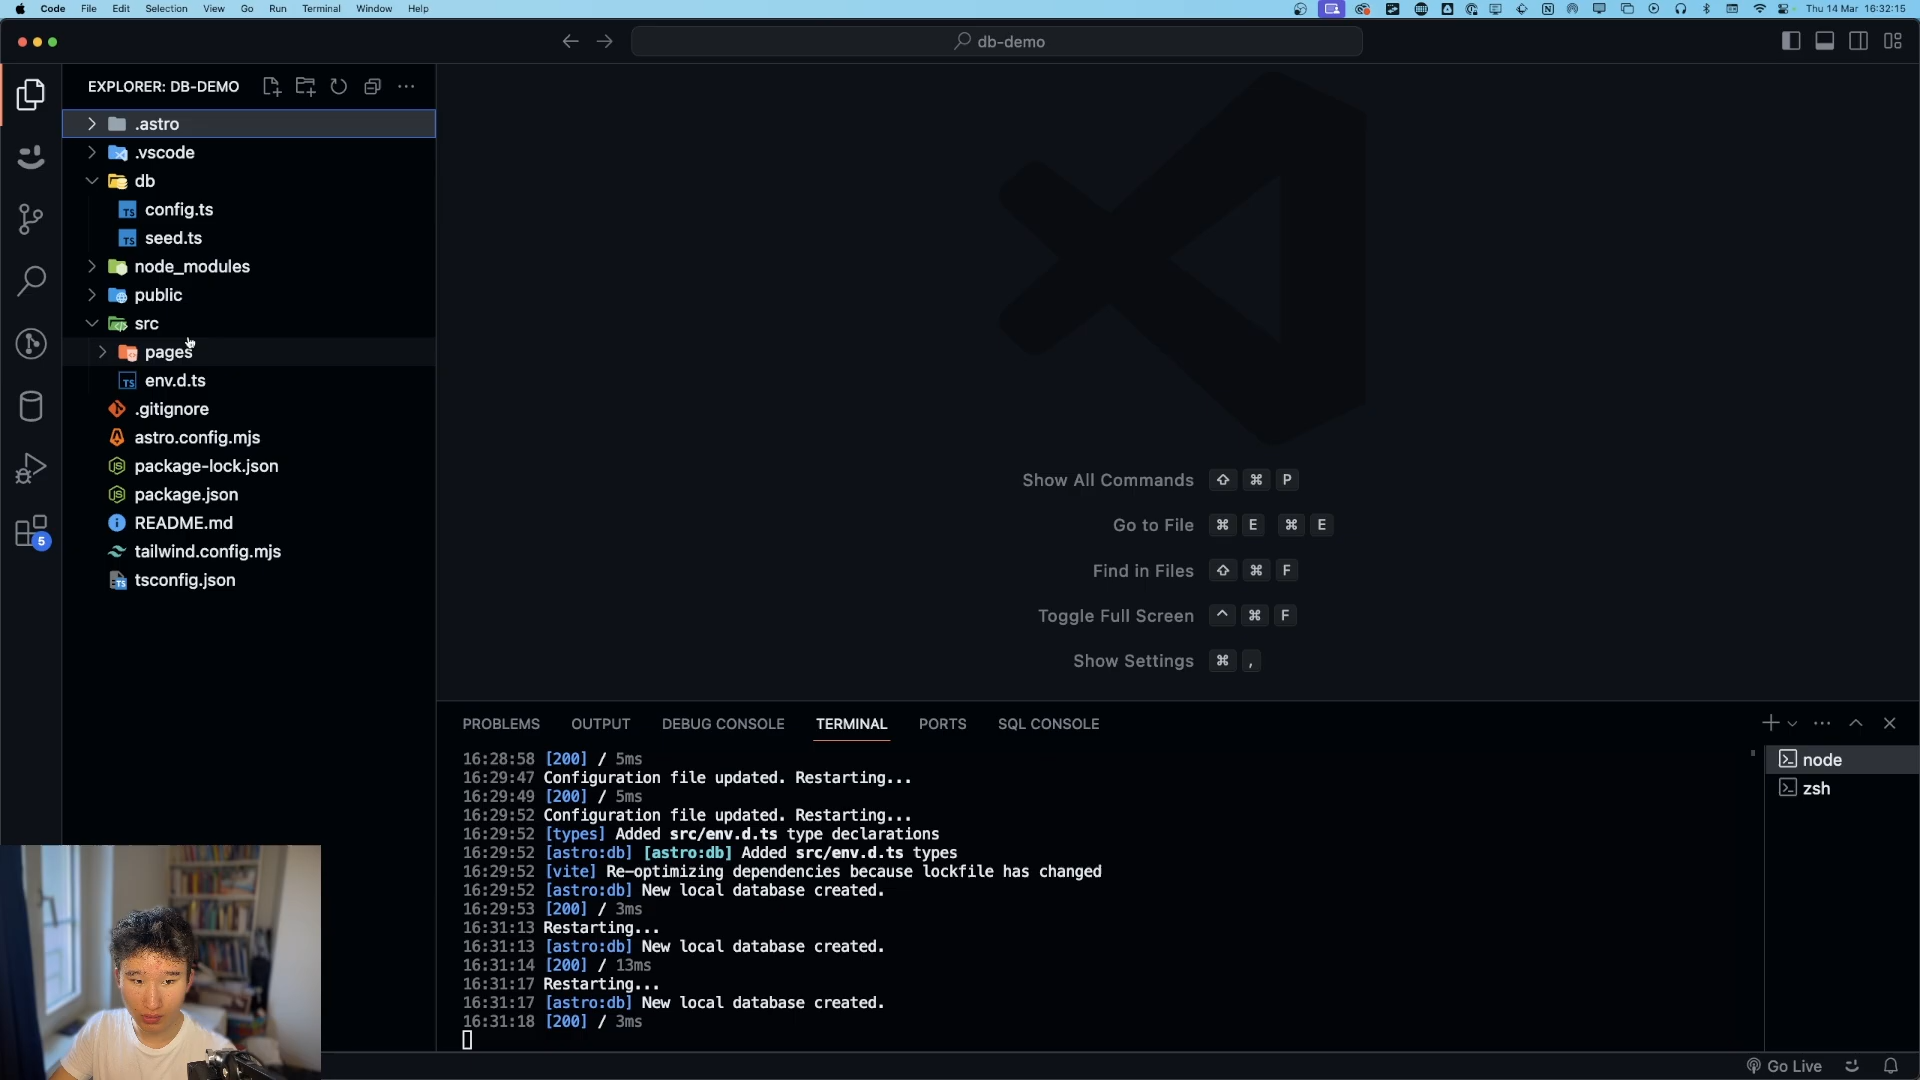 Code File Edit Selection View Go Run Terminal Window Help
Thu 14 Mar 16:32:15
db-demo
EXPLORER: DB-DEMO
.astro
.vscode
db
config.ts
seed.ts
node_modules
public
src
pages
env.d.ts
.gitignore
astro.config.mjs
package-lock.json
package.json
README.md
tailwind.config.mjs
tsconfig.json
5
Show All Commands ⇧ ⌘ P
Go to File ⌘ E ⌘ E
Find in Files ⇧ ⌘ F
Toggle Full Screen ^ ⌘ F
Show Settings ⌘ ,
PROBLEMS OUTPUT DEBUG CONSOLE TERMINAL PORTS SQL CONSOLE
16:28:58 [200] / 5ms
16:29:47 Configuration file updated. Restarting...
16:29:49 [200] / 5ms
16:29:52 Configuration file updated. Restarting...
16:29:52 [types] Added src/env.d.ts type declarations
16:29:52 [astro:db] [astro:db] Added src/env.d.ts types
16:29:52 [vite] Re-optimizing dependencies because lockfile has changed
16:29:52 [astro:db] New local database created.
16:29:53 [200] / 3ms
16:31:13 Restarting...
16:31:13 [astro:db] New local database created.
16:31:14 [200] / 13ms
16:31:17 Restarting...
16:31:17 [astro:db] New local database created.
16:31:18 [200] / 3ms
node
zsh
Go Live